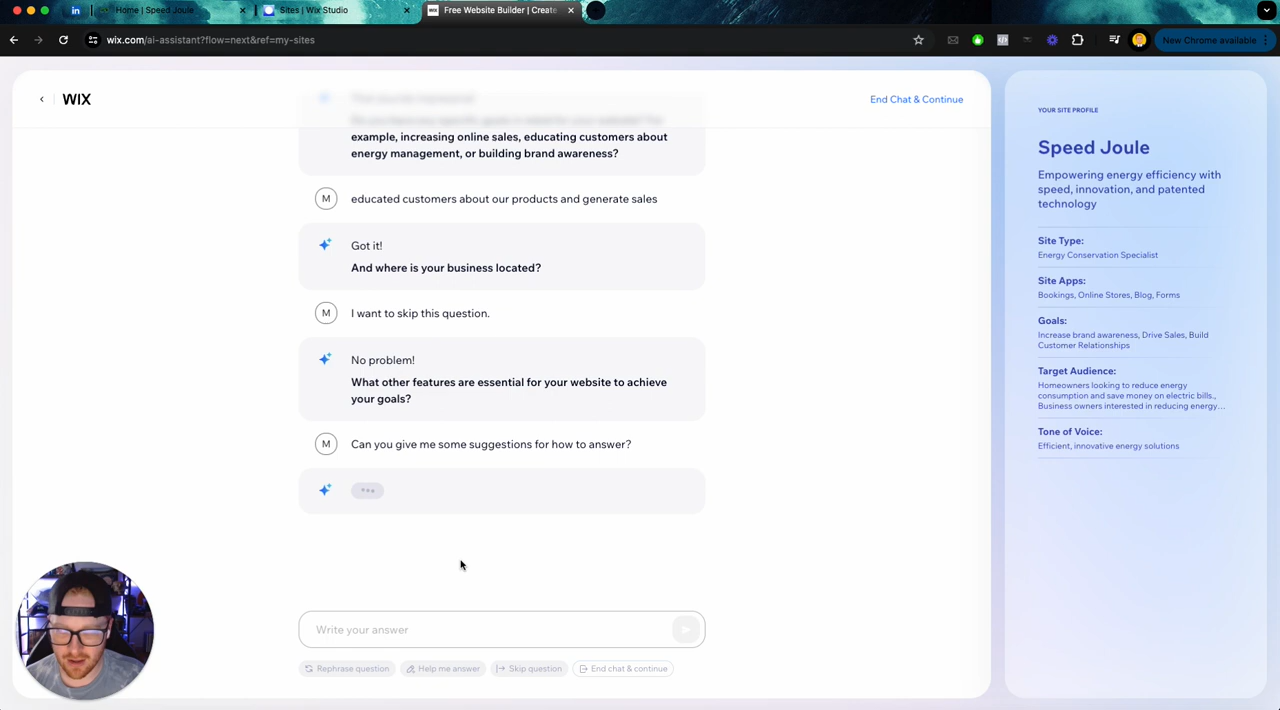 Home | Speed Joule
Sites | Wix Studio
Free Website Builder | Create
wix.com/ai-assistant?flow=next&ref=my-sites
New Chrome available
WIX
End Chat & Continue
example, increasing online sales, educating customers about
energy management, or building brand awareness?
M
educated customers about our products and generate sales
Got it!
And where is your business located?
M
I want to skip this question.
No problem!
What other features are essential for your website to achieve
your goals?
M
Can you give me some suggestions for how to answer?
Write your answer
Rephrase question
Help me answer
Skip question
End chat & continue
YOUR SITE PROFILE
Speed Joule
Empowering energy efficiency with
speed, innovation, and patented
technology
Site Type:
Energy Conservation Specialist
Site Apps:
Bookings, Online Stores, Blog, Forms
Goals:
Increase brand awareness, Drive Sales, Build
Customer Relationships
Target Audience:
Homeowners looking to reduce energy
consumption and save money on electric bills.,
Business owners interested in reducing energy...
Tone of Voice:
Efficient, innovative energy solutions